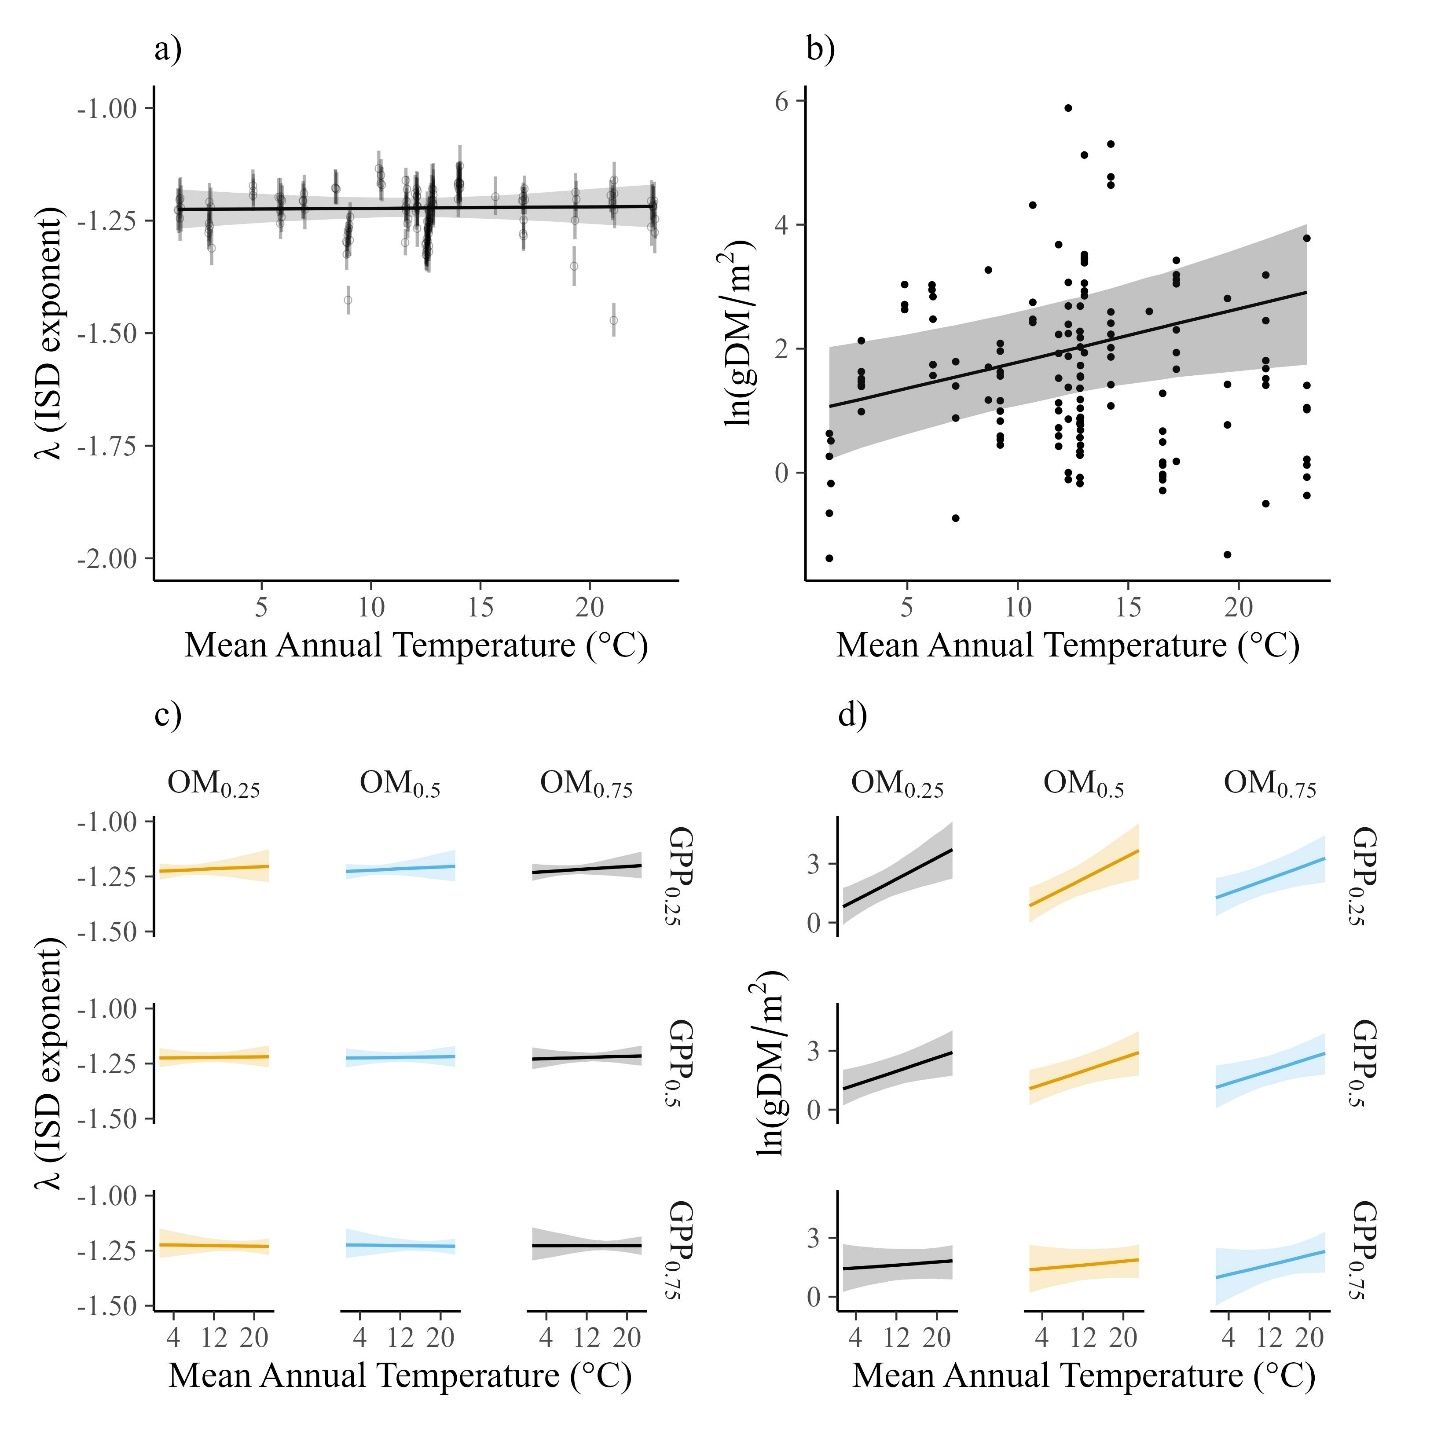 a)
-1.00
-1.25
-1.50
-1.75
-2.00
λ (ISD exponent)
5 10 15 20
Mean Annual Temperature (°C)
b)
6
4
2
0
ln(gDM/m²)
5 10 15 20
Mean Annual Temperature (°C)
c)
OM₀.₂₅ OM₀.₅ OM₀.₇₅
-1.00
-1.25
-1.50
GPP₀.₂₅
-1.00
-1.25
-1.50
GPP₀.₅
-1.00
-1.25
-1.50
GPP₀.₇₅
λ (ISD exponent)
4 12 20 4 12 20 4 12 20
Mean Annual Temperature (°C)
d)
OM₀.₂₅ OM₀.₅ OM₀.₇₅
3
0
GPP₀.₂₅
3
0
GPP₀.₅
3
0
GPP₀.₇₅
ln(gDM/m²)
4 12 20 4 12 20 4 12 20
Mean Annual Temperature (°C)